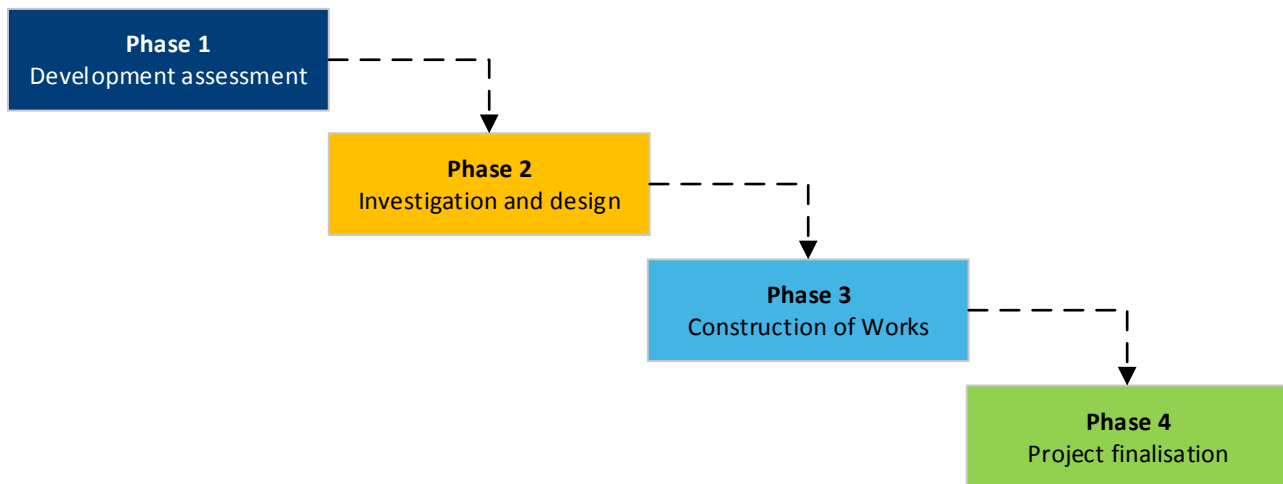 Phase 1
Development assessment
Phase 2
Investigation and design
Phase 3
Construction of Works
Phase 4
Project finalisation